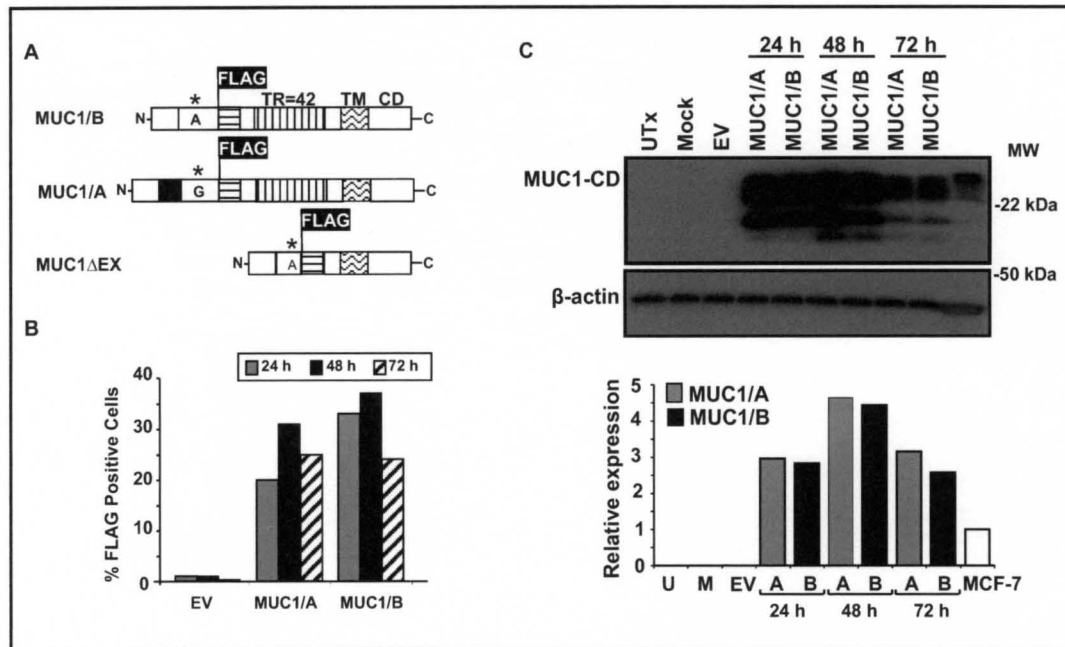 A
FLAG
* TR=42 TM CD
MUC1/B N- A -C
FLAG
*
MUC1/A N- G -C
FLAG
*
MUC1ΔEX N- A -C
B
24 h 48 h 72 h
% FLAG Positive Cells
40
30
20
10
0
EV MUC1/A MUC1/B
C
24 h 48 h 72 h
UTx Mock EV MUC1/A MUC1/B MUC1/A MUC1/B MUC1/A MUC1/B
MW
MUC1-CD
-22 kDa
-50 kDa
β-actin
Relative expression
5
4
3
2
1
0
MUC1/A
MUC1/B
U M EV A B A B A B MCF-7
24 h 48 h 72 h